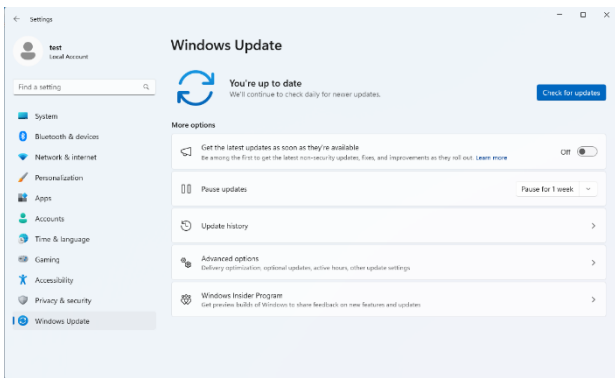 Settings
test
Local Account
Find a setting
System
Bluetooth & devices
Network & internet
Personalization
Apps
Accounts
Time & language
Gaming
Accessibility
Privacy & security
Windows Update
Windows Update
You're up to date
We'll continue to check daily for newer updates.
Check for updates
More options
Get the latest updates as soon as they're available
Be among the first to get the latest non-security updates, fixes, and improvements as they roll out. Learn more
Off
Pause updates
Pause for 1 week
Update history
Advanced options
Delivery optimization, optional updates, active hours, other update settings
Windows Insider Program
Get preview builds of Windows to share feedback on new features and updates